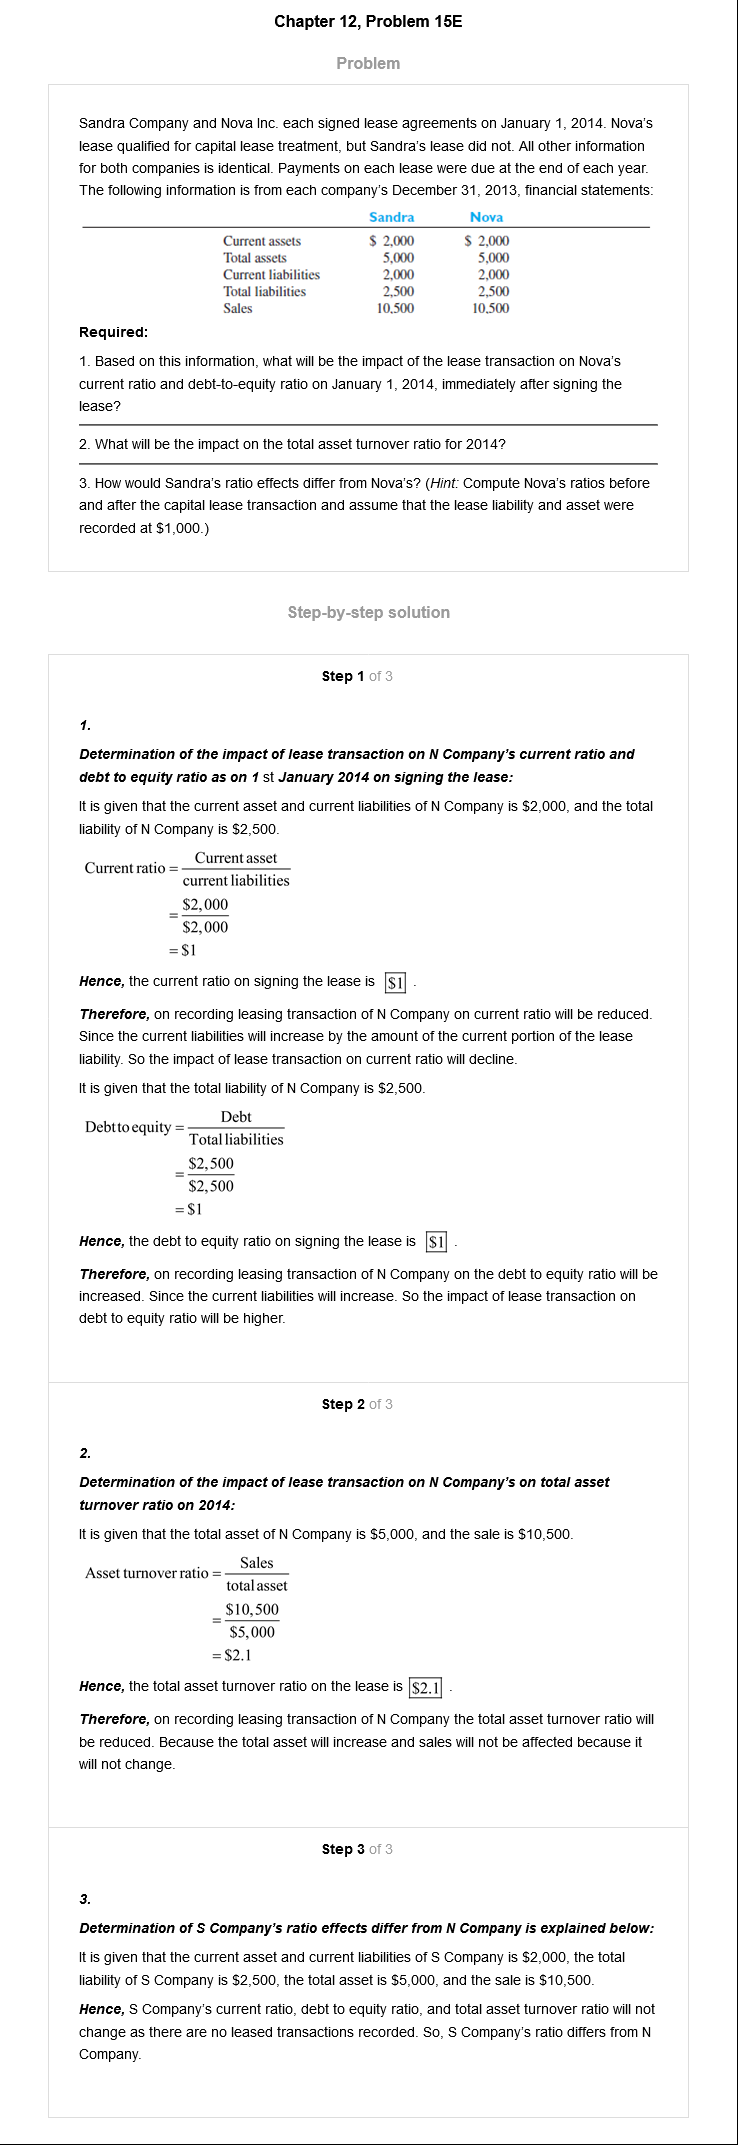 Chapter 12, Problem 15E
Problem
Sandra Company and Nova Inc. each signed lease agreements on January 1, 2014. Nova's
lease qualified for capital lease treatment, but Sandra's lease did not. All other information
for both companies is identical. Payments on each lease were due at the end of each year.
The following information is from each company's December 31, 2013, financial statements:
Sandra Nova
Current assets $ 2,000 $ 2,000
Total assets 5,000 5,000
Current liabilities 2,000 2,000
Total liabilities 2,500 2,500
Sales 10,500 10,500
Required:
1. Based on this information, what will be the impact of the lease transaction on Nova's
current ratio and debt-to-equity ratio on January 1, 2014, immediately after signing the
lease?
2. What will be the impact on the total asset turnover ratio for 2014?
3. How would Sandra's ratio effects differ from Nova's? (Hint: Compute Nova's ratios before
and after the capital lease transaction and assume that the lease liability and asset were
recorded at $1,000.)
Step-by-step solution
Step 1 of 3
1.
Determination of the impact of lease transaction on N Company's current ratio and
debt to equity ratio as on 1 st January 2014 on signing the lease:
It is given that the current asset and current liabilities of N Company is $2,000, and the total
liability of N Company is $2,500.
Current ratio = Current asset
current liabilities
= $2,000
$2,000
= $1
Hence, the current ratio on signing the lease is $1 .
Therefore, on recording leasing transaction of N Company on current ratio will be reduced.
Since the current liabilities will increase by the amount of the current portion of the lease
liability. So the impact of lease transaction on current ratio will decline.
It is given that the total liability of N Company is $2,500.
Debt to equity = Debt
Total liabilities
= $2,500
$2,500
= $1
Hence, the debt to equity ratio on signing the lease is $1 .
Therefore, on recording leasing transaction of N Company on the debt to equity ratio will be
increased. Since the current liabilities will increase. So the impact of lease transaction on
debt to equity ratio will be higher.
Step 2 of 3
2.
Determination of the impact of lease transaction on N Company's on total asset
turnover ratio on 2014:
It is given that the total asset of N Company is $5,000, and the sale is $10,500.
Asset turnover ratio = Sales
total asset
= $10,500
$5,000
= $2.1
Hence, the total asset turnover ratio on the lease is $2.1 .
Therefore, on recording leasing transaction of N Company the total asset turnover ratio will
be reduced. Because the total asset will increase and sales will not be affected because it
will not change.
Step 3 of 3
3.
Determination of S Company's ratio effects differ from N Company is explained below:
It is given that the current asset and current liabilities of S Company is $2,000, the total
liability of S Company is $2,500, the total asset is $5,000, and the sale is $10,500.
Hence, S Company's current ratio, debt to equity ratio, and total asset turnover ratio will not
change as there are no leased transactions recorded. So, S Company's ratio differs from N
Company.